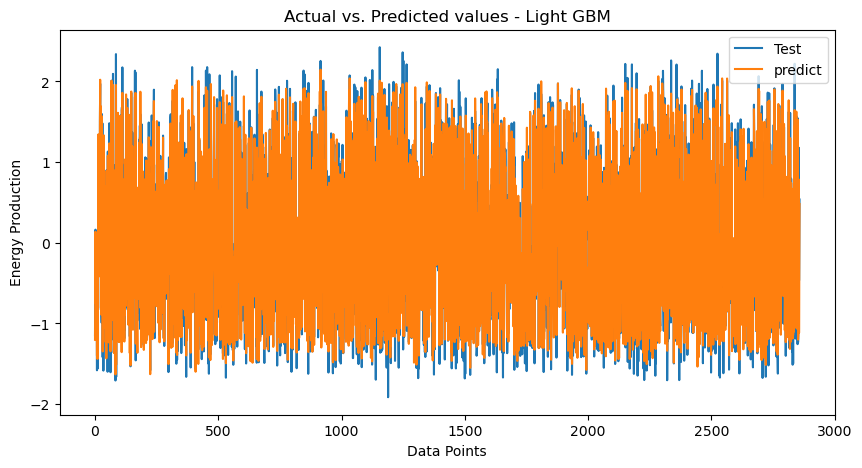 Actual vs. Predicted values - Light GBM
Test
predict
Energy Production
2
1
0
−1
−2
0
500
1000
1500
2000
2500
3000
Data Points